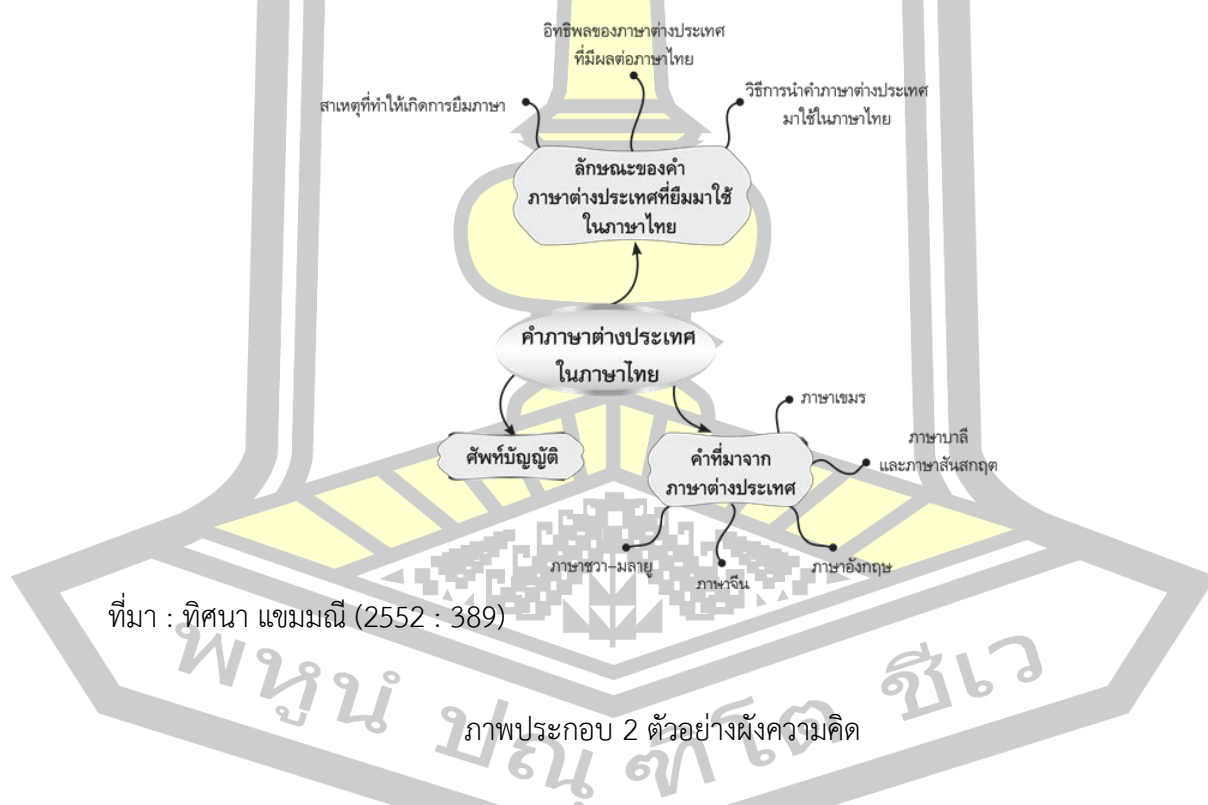 อิทธิพลของภาษาต่างประเทศ
ที่มีผลต่อภาษาไทย
สาเหตุที่ทำให้เกิดการยืมภาษา
วิธีการนำคำภาษาต่างประเทศ
มาใช้ในภาษาไทย
ลักษณะของคำ
ภาษาต่างประเทศที่ยืมมาใช้
ในภาษาไทย
คำภาษาต่างประเทศ
ในภาษาไทย
ศัพท์บัญญัติ
คำที่มาจาก
ภาษาต่างประเทศ
ภาษาเขมร
ภาษาบาลี
และภาษาสันสกฤต
ภาษาชวา-มลายู
ภาษาจีน
ภาษาอังกฤษ
ที่มา : ทิศนา แขมมณี (2552 : 389)
พหูนํ ปณฺฑิโต ชีเว
ภาพประกอบ 2 ตัวอย่างผังความคิด